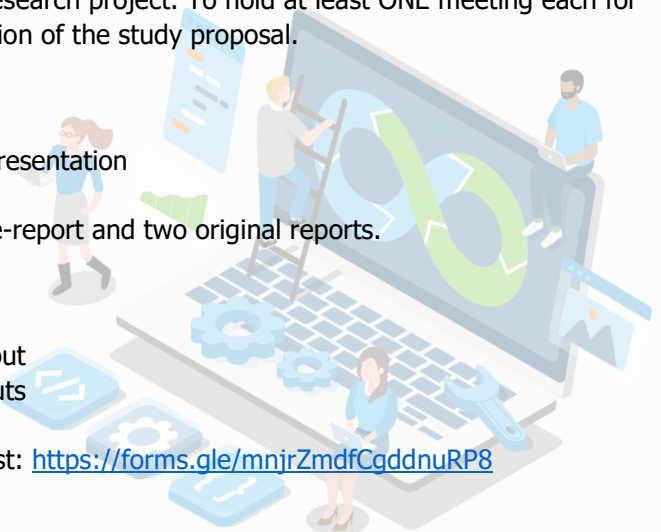 esearch project. To hold at least ONE meeting each for
ion of the study proposal.
resentation
e-report and two original reports.
out
uts
st: https://forms.gle/mnjrZmdfCgddnuRP8